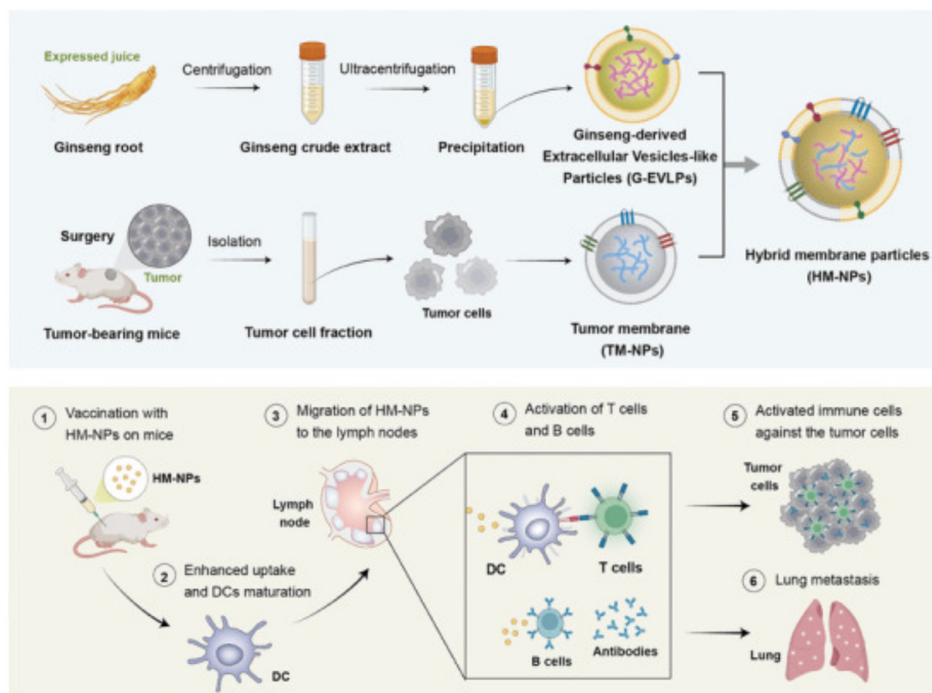 Expressed juice
Centrifugation
Ultracentrifugation
Ginseng root
Ginseng crude extract
Precipitation
Ginseng-derived
Extracellular Vesicles-like
Particles (G-EVLPs)
Surgery
Tumor
Isolation
Tumor-bearing mice
Tumor cell fraction
Tumor cells
Tumor membrane
(TM-NPs)
Hybrid membrane particles
(HM-NPs)
1 Vaccination with
HM-NPs on mice
HM-NPs
2 Enhanced uptake
and DCs maturation
DC
3 Migration of HM-NPs
to the lymph nodes
Lymph
node
4 Activation of T cells
and B cells
DC
T cells
B cells
Antibodies
5 Activated immune cells
against the tumor cells
Tumor
cells
6 Lung metastasis
Lung